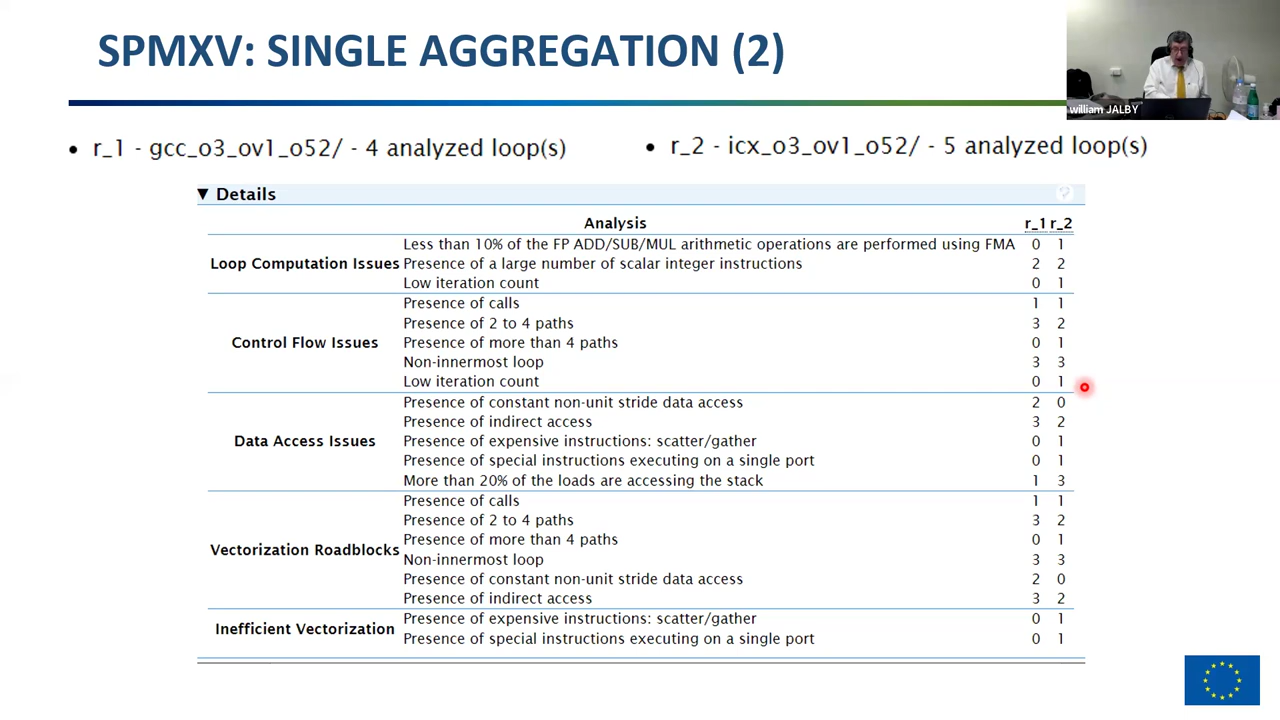 SPMXV: SINGLE AGGREGATION (2)
william JALBY
• r_1 - gcc_o3_ov1_o52/ - 4 analyzed loop(s)
• r_2 - icx_o3_ov1_o52/ - 5 analyzed loop(s)
▼ Details
Analysis r_1 r_2
Loop Computation Issues
Less than 10% of the FP ADD/SUB/MUL arithmetic operations are performed using FMA 0 1
Presence of a large number of scalar integer instructions 2 2
Low iteration count 0 1
Control Flow Issues
Presence of calls 1 1
Presence of 2 to 4 paths 3 2
Presence of more than 4 paths 0 1
Non-innermost loop 3 3
Low iteration count 0 1
Data Access Issues
Presence of constant non-unit stride data access 2 0
Presence of indirect access 3 2
Presence of expensive instructions: scatter/gather 0 1
Presence of special instructions executing on a single port 0 1
More than 20% of the loads are accessing the stack 1 3
Vectorization Roadblocks
Presence of calls 1 1
Presence of 2 to 4 paths 3 2
Presence of more than 4 paths 0 1
Non-innermost loop 3 3
Presence of constant non-unit stride data access 2 0
Presence of indirect access 3 2
Inefficient Vectorization
Presence of expensive instructions: scatter/gather 0 1
Presence of special instructions executing on a single port 0 1